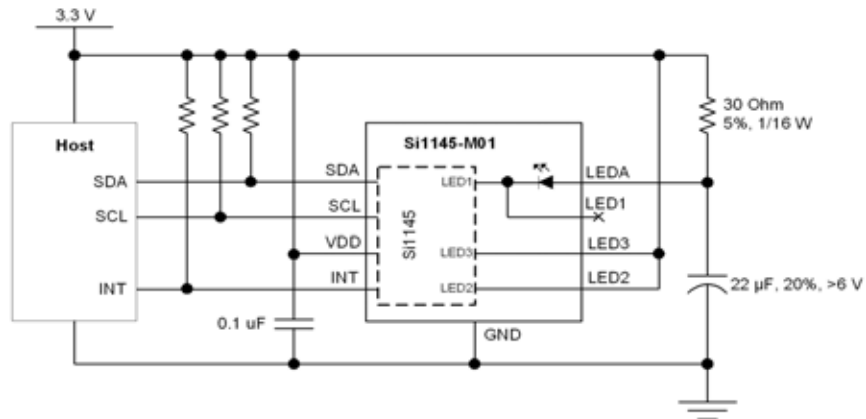 3.3 V
30 Ohm
5%, 1/16 W
Host
Si1145-M01
SDA
SDA
LED1
LEDA
SCL
SCL
LED1
Si1145
VDD
LED3
LED3
INT
INT
LED2
LED2
22 µF, 20%, >6 V
0.1 uF
GND